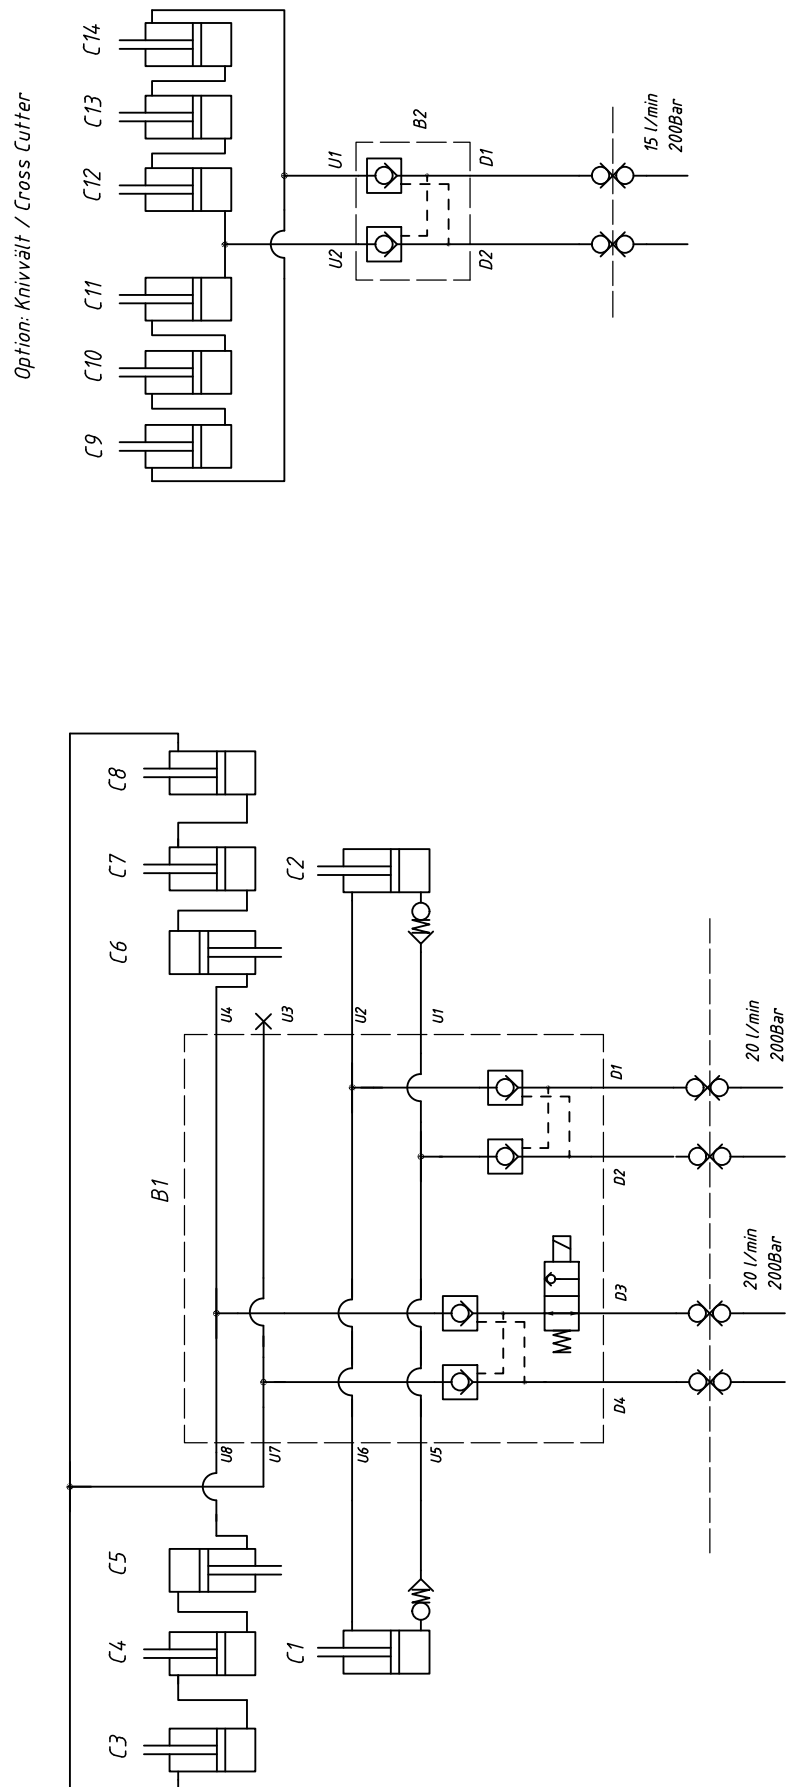 Option: Knivvält / Cross Cutter
C14
C13
C12
C11
C10
C9
B2
U1
U2
D1
D2
15 l/min
200Bar
C8
C7
C6
C2
U4
U3
U2
U1
B1
D1
D2
D3
D4
20 l/min
200Bar
20 l/min
200Bar
U8
U7
U6
U5
C5
C4
C3
C1